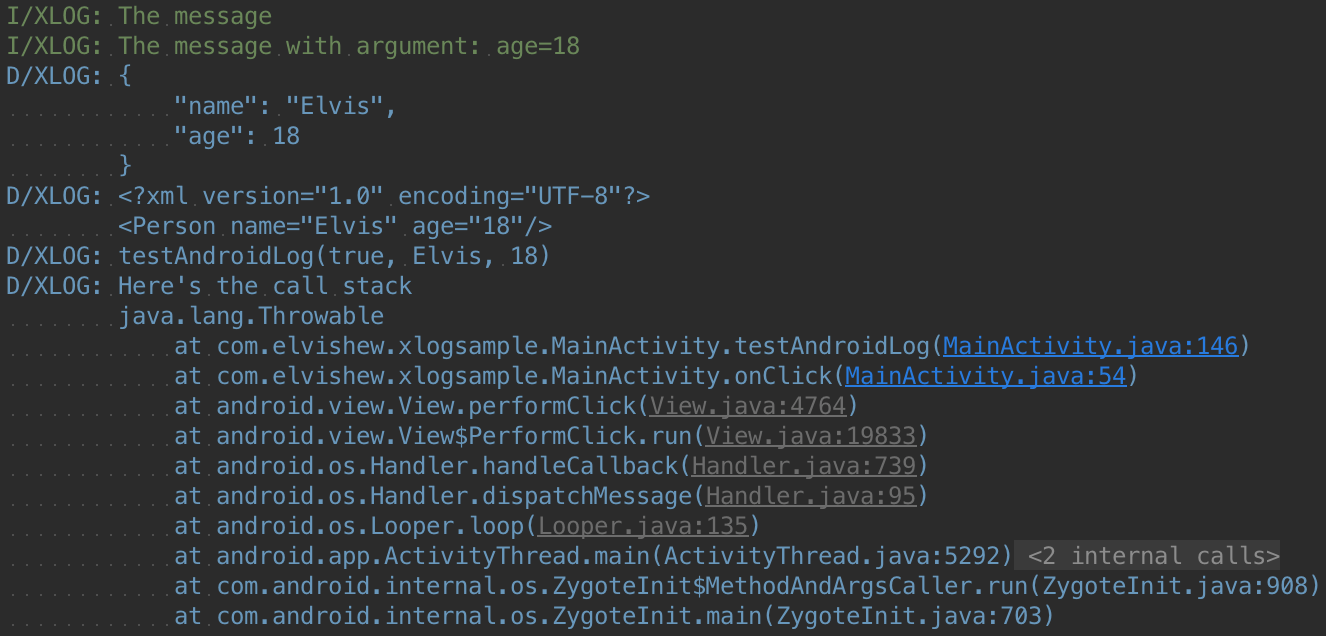 I/XLOG: The message
I/XLOG: The message with argument: age=18
D/XLOG: {
            "name": "Elvis",
            "age": 18
        }
D/XLOG: <?xml version="1.0" encoding="UTF-8"?>
        <Person name="Elvis" age="18"/>
D/XLOG: testAndroidLog(true, Elvis, 18)
D/XLOG: Here's the call stack
        java.lang.Throwable
            at com.elvishew.xlogsample.MainActivity.testAndroidLog(MainActivity.java:146)
            at com.elvishew.xlogsample.MainActivity.onClick(MainActivity.java:54)
            at android.view.View.performClick(View.java:4764)
            at android.view.View$PerformClick.run(View.java:19833)
            at android.os.Handler.handleCallback(Handler.java:739)
            at android.os.Handler.dispatchMessage(Handler.java:95)
            at android.os.Looper.loop(Looper.java:135)
            at android.app.ActivityThread.main(ActivityThread.java:5292) <2 internal calls>
            at com.android.internal.os.ZygoteInit$MethodAndArgsCaller.run(ZygoteInit.java:908)
            at com.android.internal.os.ZygoteInit.main(ZygoteInit.java:703)